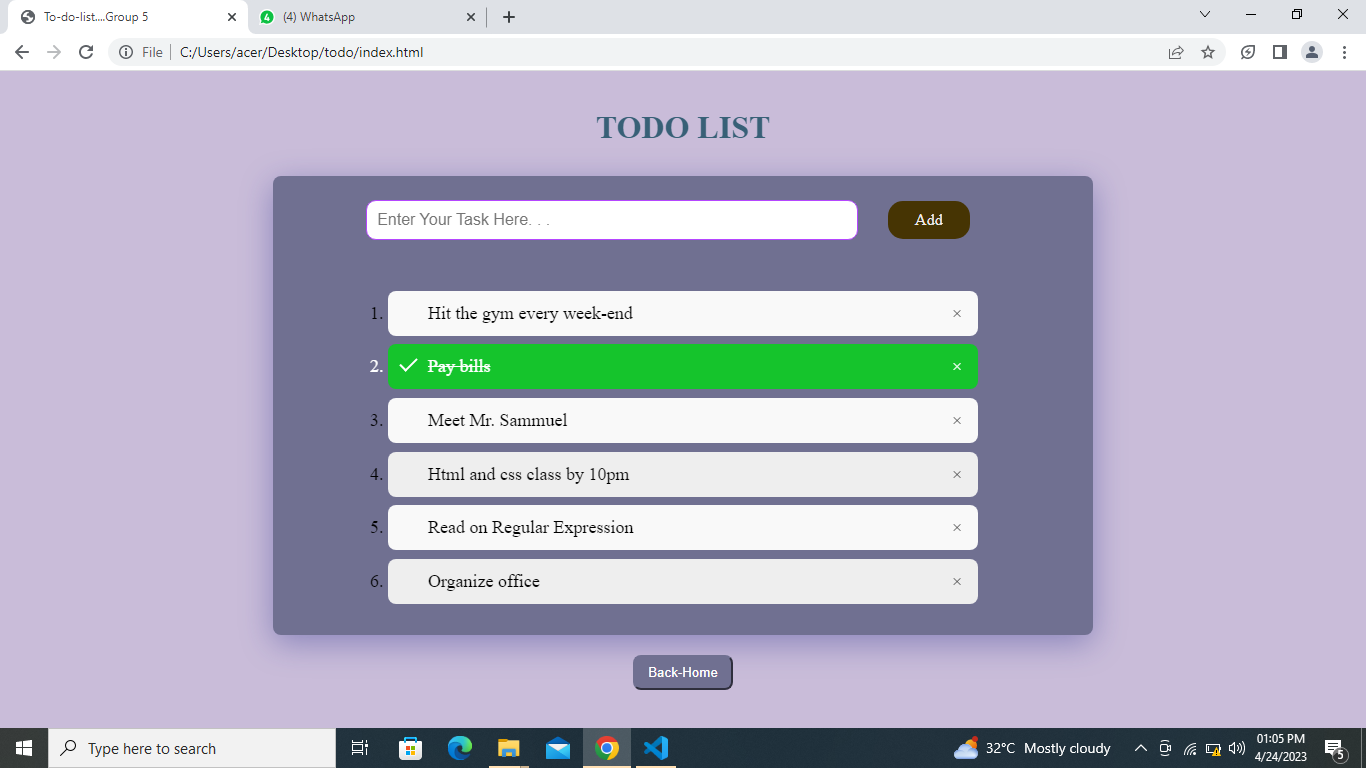 To-do-list....Group 5
4
(4) WhatsApp
File
C:/Users/acer/Desktop/todo/index.html
TODO LIST
Enter Your Task Here. . .
Add
1. Hit the gym every week-end ×
2. Pay bills ×
3. Meet Mr. Sammuel ×
4. Html and css class by 10pm ×
5. Read on Regular Expression ×
6. Organize office ×
Back-Home
Type here to search
32°C Mostly cloudy
01:05 PM
4/24/2023
5